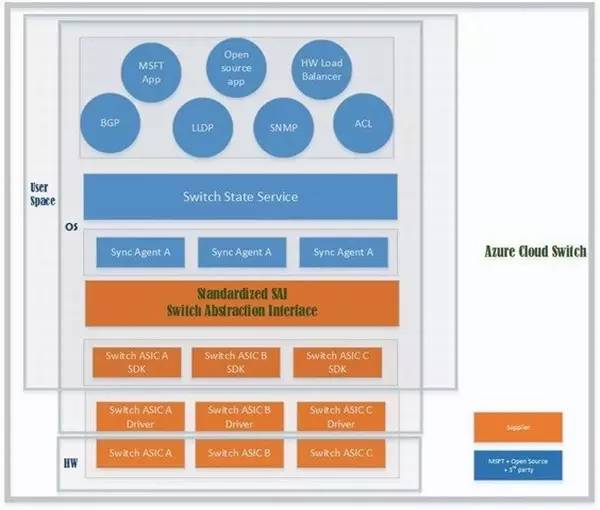 MSFT
App
Open
source
app
HW Load
Balancer
BGP
LLDP
SNMP
ACL
User
Space
Switch State Service
OS
Sync Agent A
Sync Agent A
Sync Agent A
Azure Cloud Switch
Standardized SAI
Switch Abstraction Interface
Switch ASIC A
SDK
Switch ASIC B
SDK
Switch ASIC C
SDK
Switch ASIC A
Driver
Switch ASIC B
Driver
Switch ASIC C
Driver
Supplier
HW
Switch ASIC A
Switch ASIC B
Switch ASIC C
MSFT + Open Source
+ 3rd party